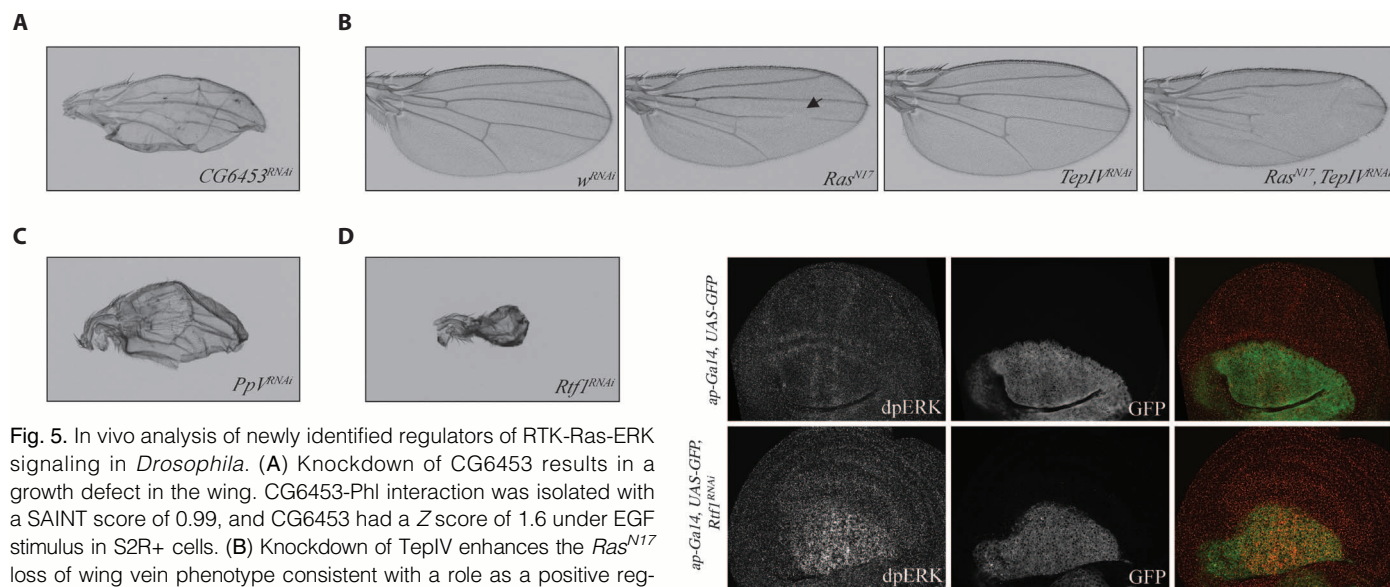 A
B
CG6453RNAi
wRNAi
RasN17
TepIVRNAi
RasN17,TepIVRNAi
C
D
PpVRNAi
Rtf1RNAi
ap-Ga14, UAS-GFP
dpERK
GFP
ap-Ga14, UAS-GFP,
Rtf1RNAi
dpERK
GFP
Fig. 5. In vivo analysis of newly identified regulators of RTK-Ras-ERK
signaling in Drosophila. (A) Knockdown of CG6453 results in a
growth defect in the wing. CG6453-Phl interaction was isolated with
a SAINT score of 0.99, and CG6453 had a Z score of 1.6 under EGF
stimulus in S2R+ cells. (B) Knockdown of TepIV enhances the RasN17
loss of wing vein phenotype consistent with a role as a positive reg-